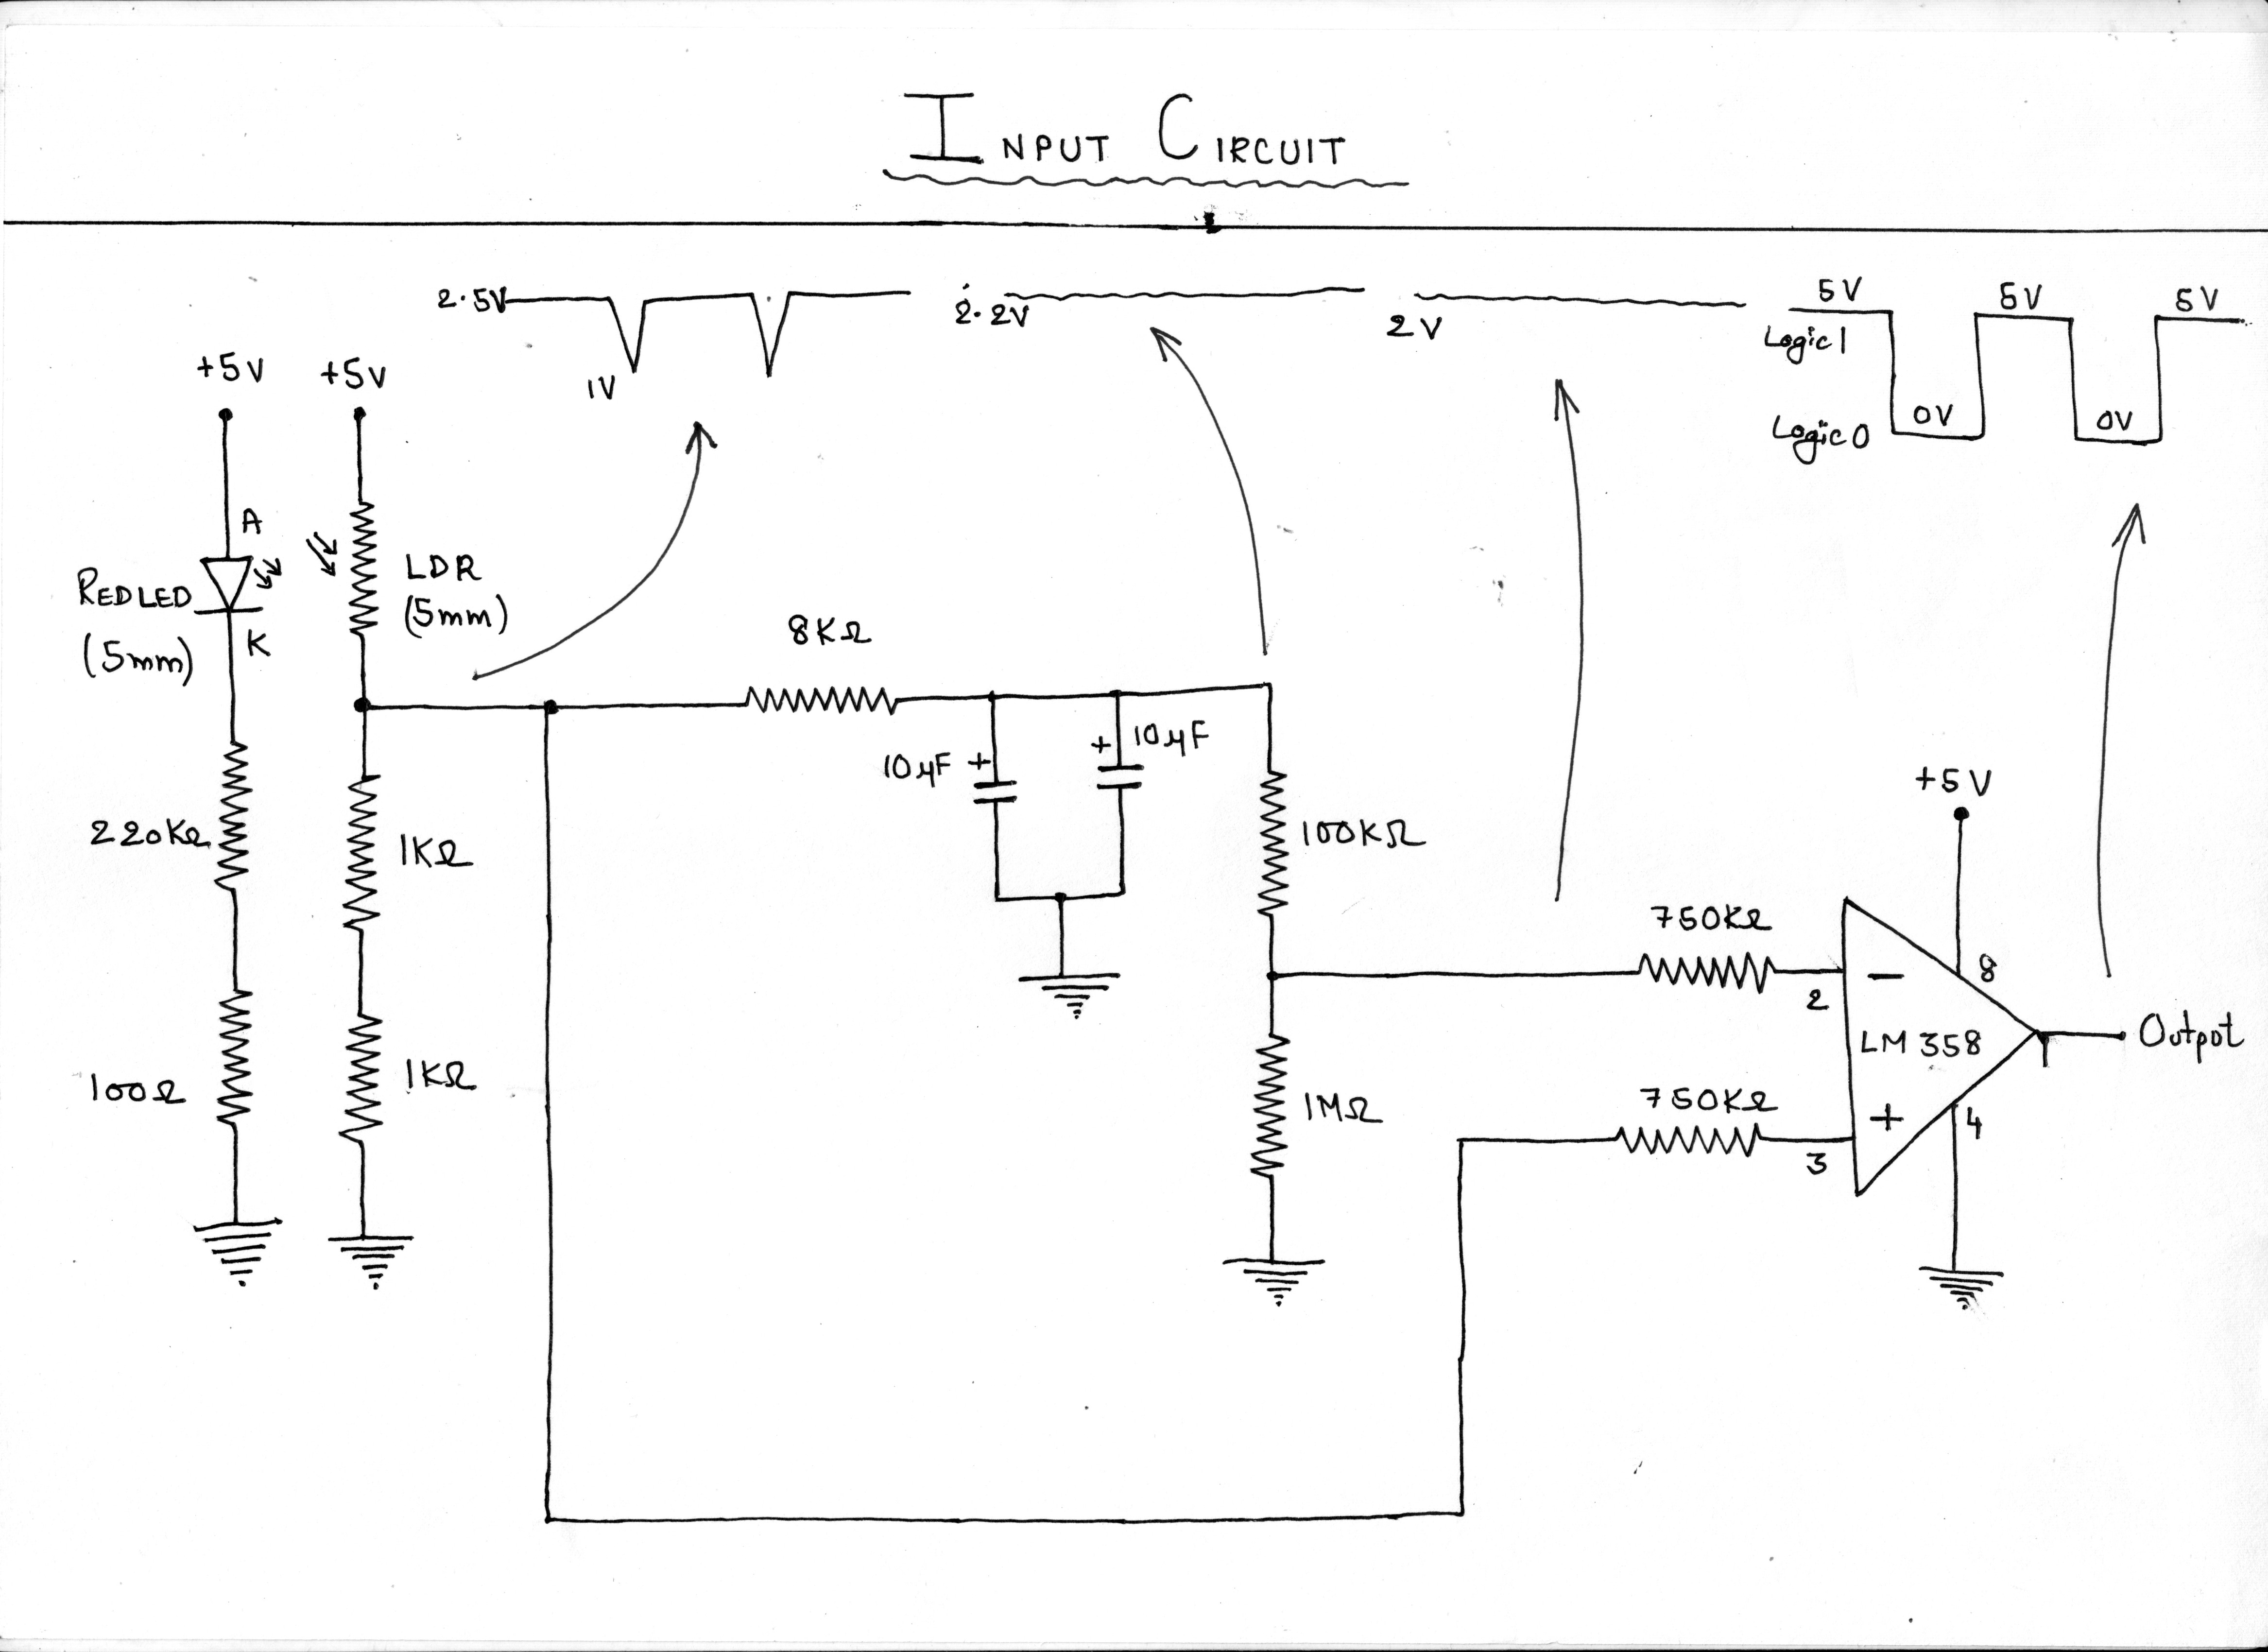 INPUT CIRCUIT
2.5V
1V
2.2V
2V
5V
5V
5V
Logic 1
Logic 0
0V
0V
+5V
+5V
A
RED LED
(5mm)
K
LDR
(5mm)
8KΩ
10µF +
+ 10µF
220KΩ
1KΩ
100KΩ
+5V
750KΩ
2
−
8
LM 358
1
Output
100Ω
1KΩ
1MΩ
750KΩ
3
+
4